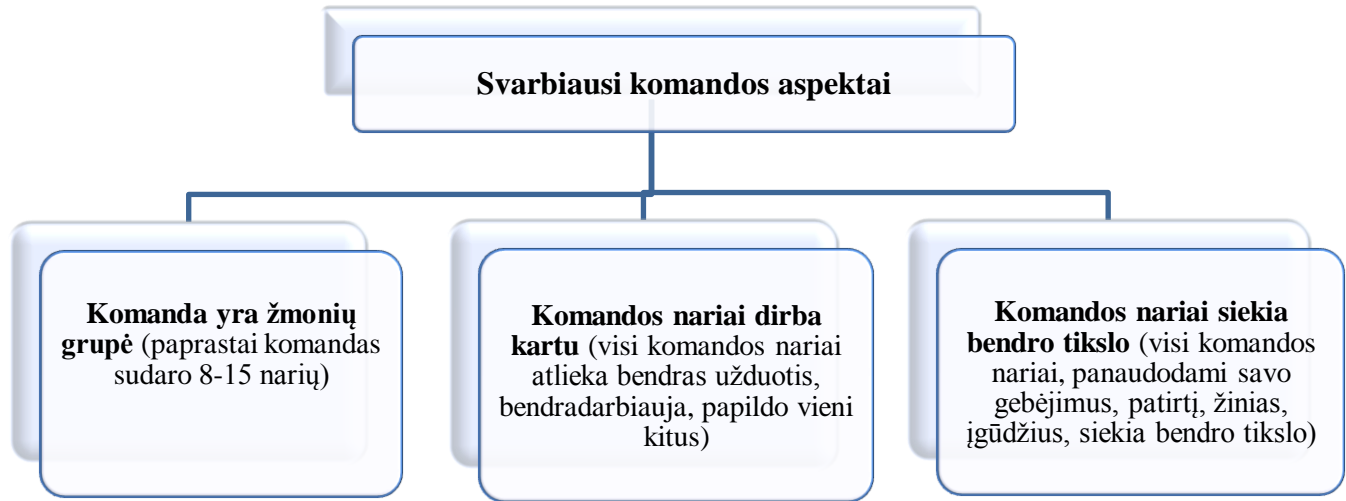 Svarbiausi komandos aspektai
Komanda yra žmonių
grupė (paprastai komandas
sudaro 8-15 narių)
Komandos nariai dirba
kartu (visi komandos nariai
atlieka bendras užduotis,
bendradarbiauja, papildo vieni
kitus)
Komandos nariai siekia
bendro tikslo (visi komandos
nariai, panaudodami savo
gebėjimus, patirtį, žinias,
įgūdžius, siekia bendro tikslo)